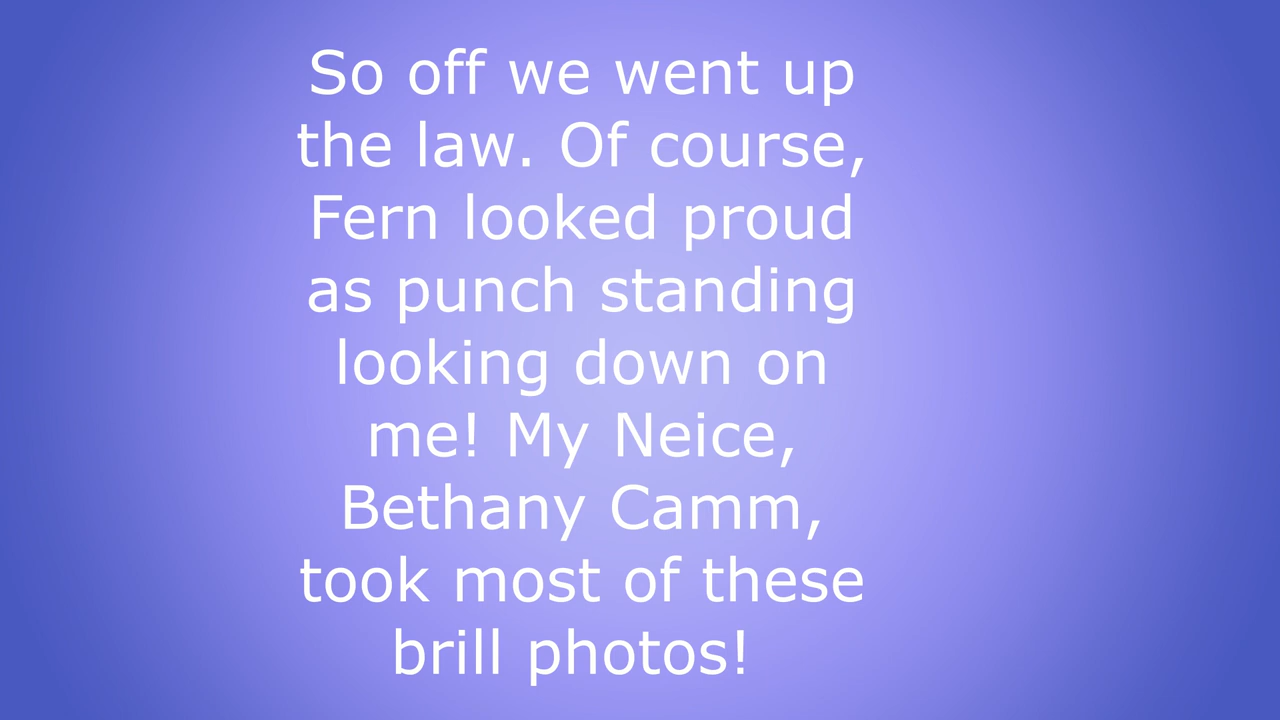 So off we went up
the law. Of course,
Fern looked proud
as punch standing
looking down on
me! My Neice,
Bethany Camm,
took most of these
brill photos!